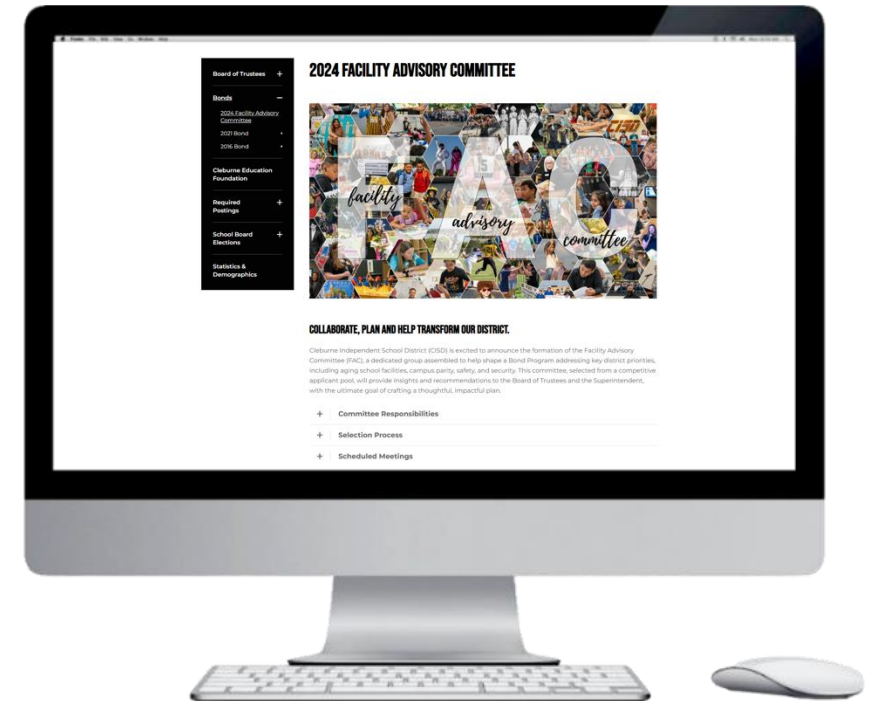 Board of Trustees +
Bonds −
2024 Facility Advisory
Committee
2021 Bond
2016 Bond
Cleburne Education
Foundation
Required +
Postings
School Board +
Elections
Statistics &
Demographics
2024 FACILITY ADVISORY COMMITTEE
FAC
facility
advisory
committee
COLLABORATE, PLAN AND HELP TRANSFORM OUR DISTRICT.
Cleburne Independent School District (CISD) is excited to announce the formation of the Facility Advisory
Committee (FAC), a dedicated group assembled to help shape a Bond Program addressing key district priorities,
including aging school facilities, campus parity, safety, and security. This committee, selected from a competitive
applicant pool, will provide insights and recommendations to the Board of Trustees and the Superintendent,
with the ultimate goal of crafting a thoughtful, impactful plan.
+ Committee Responsibilities
+ Selection Process
+ Scheduled Meetings